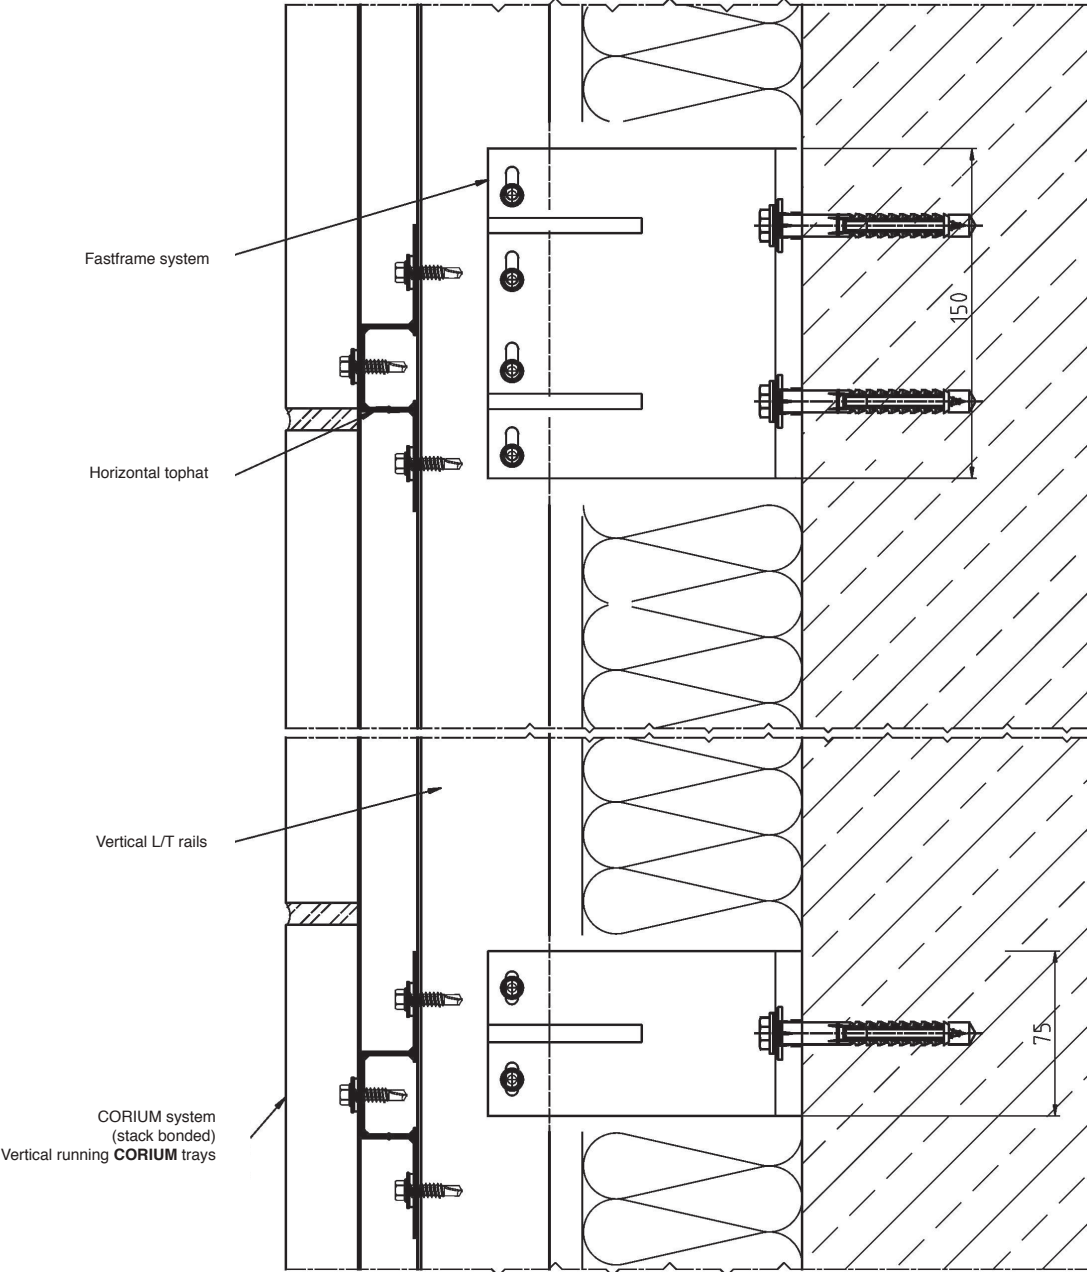 Fastframe system
150
Horizontal tophat
Vertical L/T rails
75
CORIUM system
(stack bonded)
Vertical running CORIUM trays